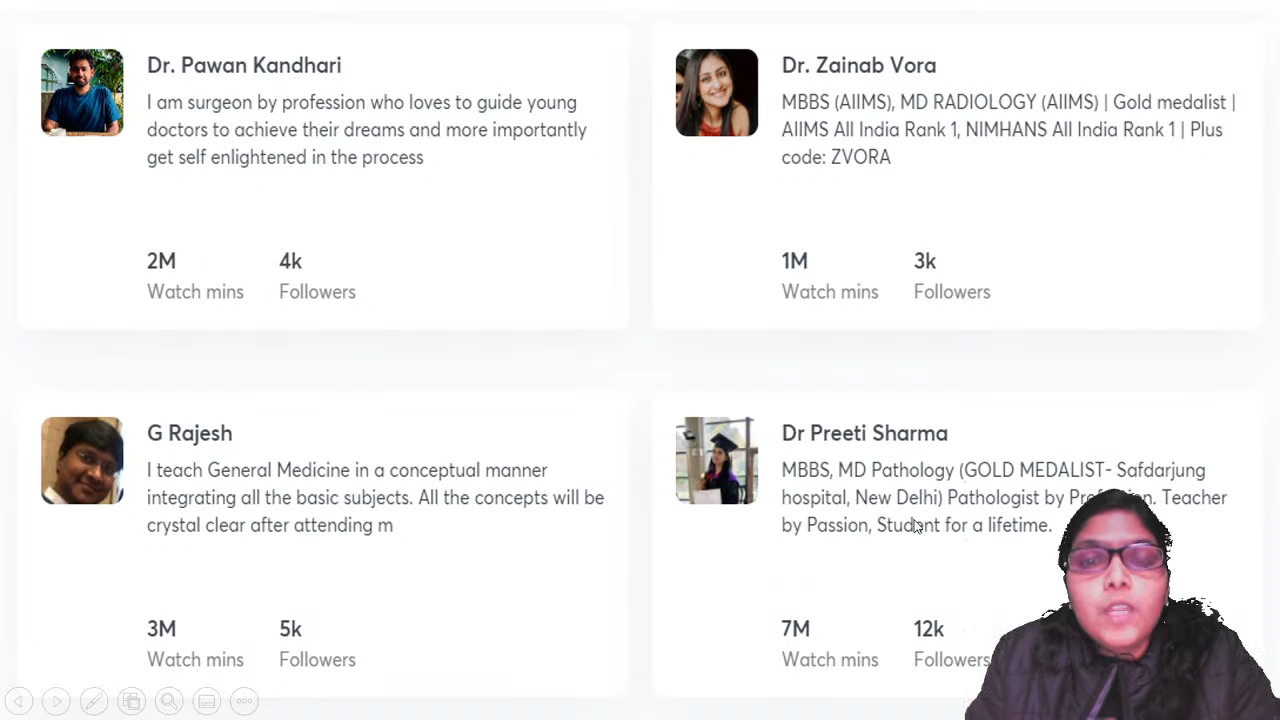 Dr. Pawan Kandhari
I am surgeon by profession who loves to guide young
doctors to achieve their dreams and more importantly
get self enlightened in the process
2M 4k
Watch mins Followers
Dr. Zainab Vora
MBBS (AIIMS), MD RADIOLOGY (AIIMS) | Gold medalist |
AIIMS All India Rank 1, NIMHANS All India Rank 1 | Plus
code: ZVORA
1M 3k
Watch mins Followers
G Rajesh
I teach General Medicine in a conceptual manner
integrating all the basic subjects. All the concepts will be
crystal clear after attending m
3M 5k
Watch mins Followers
Dr Preeti Sharma
MBBS, MD Pathology (GOLD MEDALIST- Safdarjung
hospital, New Delhi) Pathologist by Teacher
by Passion, Student for a lifetime.
7M 12k
Watch mins Followers